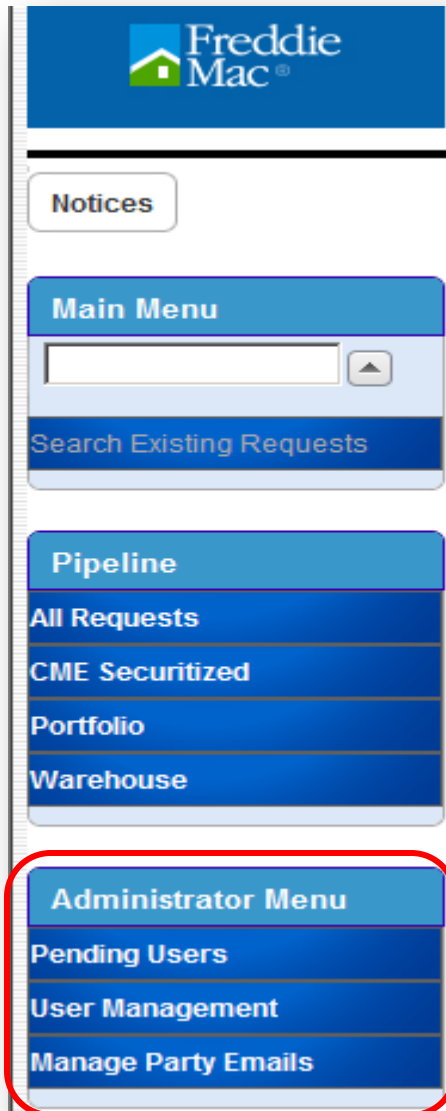 Freddie
Mac®
Notices
Main Menu
Search Existing Requests
Pipeline
All Requests
CME Securitized
Portfolio
Warehouse
Administrator Menu
Pending Users
User Management
Manage Party Emails